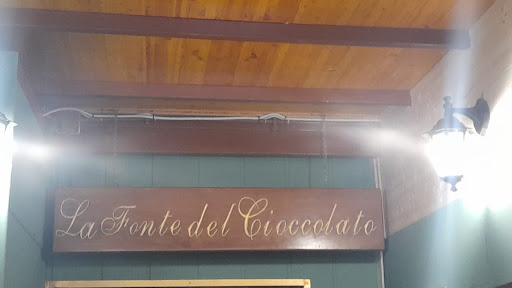 La Fonte del Cioccolato